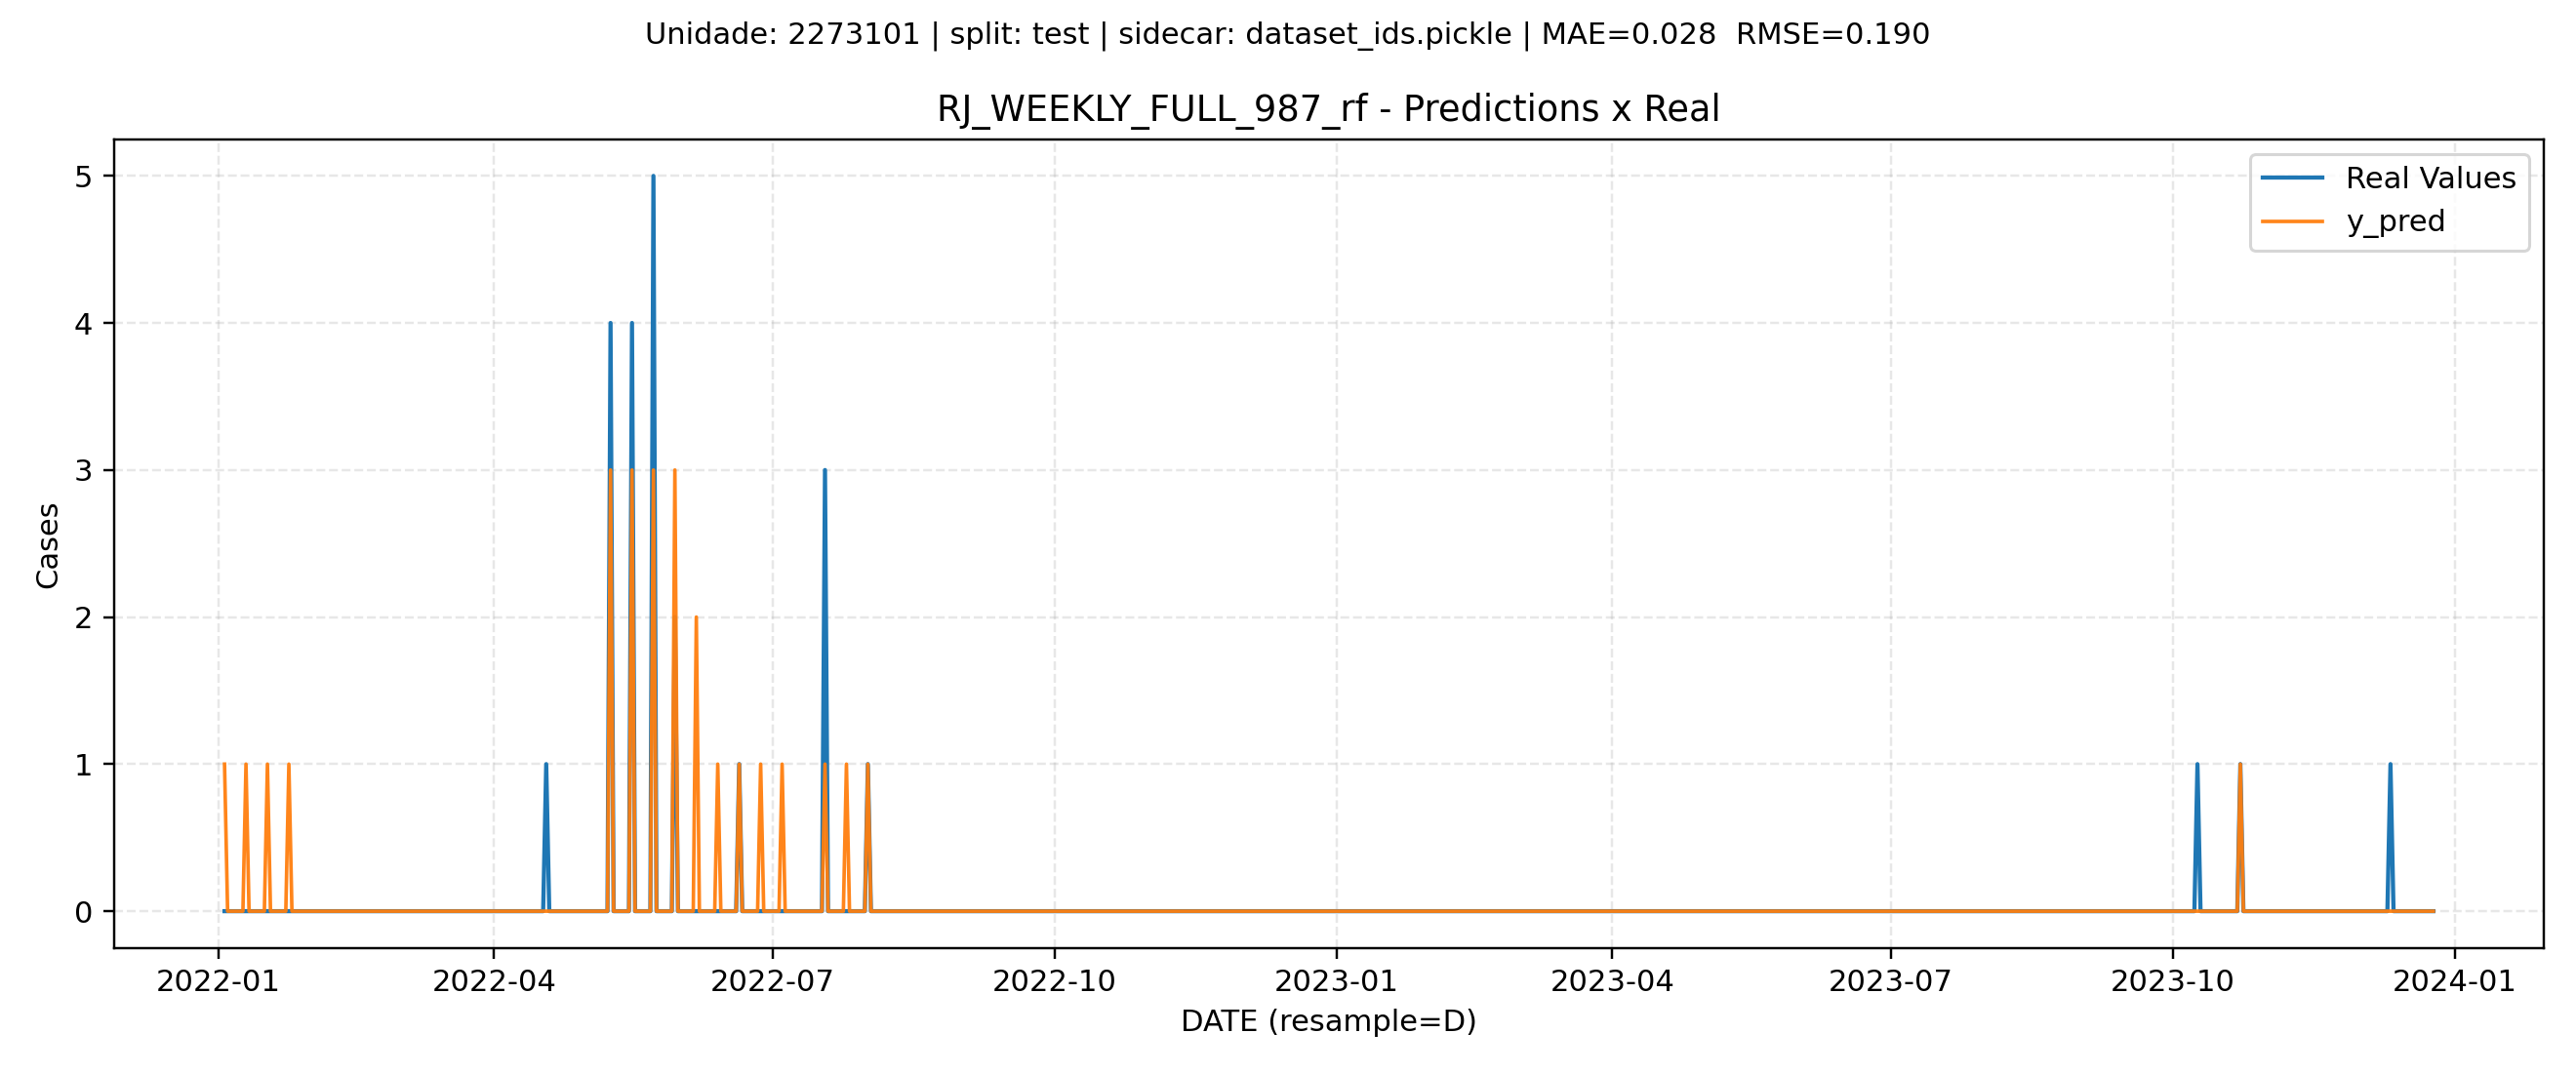 Unidade: 2273101 | split: test | sidecar: dataset_ids.pickle | MAE=0.028  RMSE=0.190
RJ_WEEKLY_FULL_987_rf - Predictions x Real
Real Values
y_pred
5
4
3
2
1
0
Cases
2022-01
2022-04
2022-07
2022-10
2023-01
2023-04
2023-07
2023-10
2024-01
DATE (resample=D)